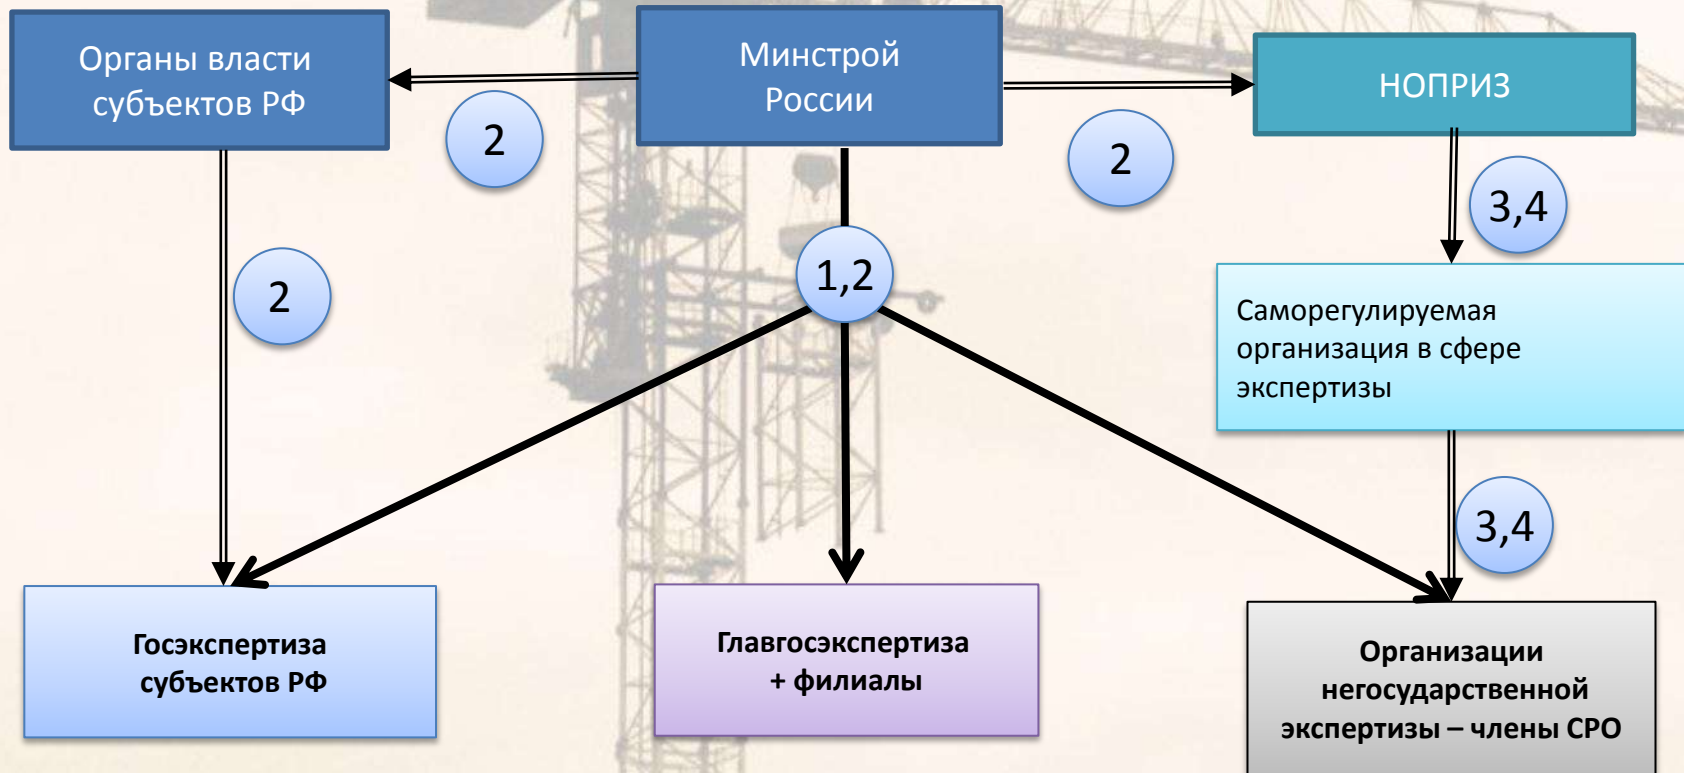 Органы власти
субъектов РФ
Минстрой
России
НОПРИЗ
2
2
3,4
2
1,2
Саморегулируемая
организация в сфере
экспертизы
3,4
Госэкспертиза
субъектов РФ
Главгосэкспертиза
+ филиалы
Организации
негосударственной
экспертизы – члены СРО